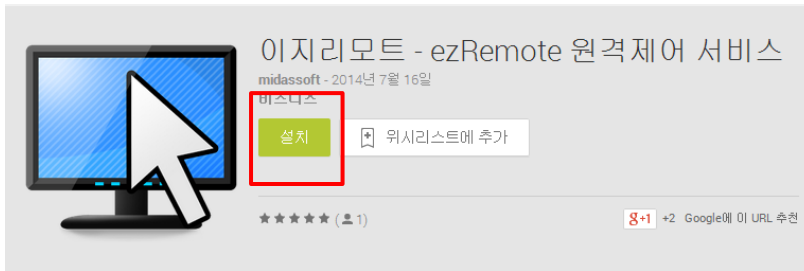 이지리모트 - ezRemote 원격제어 서비스
midassoft - 2014년 7월 16일
비즈니스
설치
위시리스트에 추가
(1)
g+1 +2 Google에 이 URL 추천